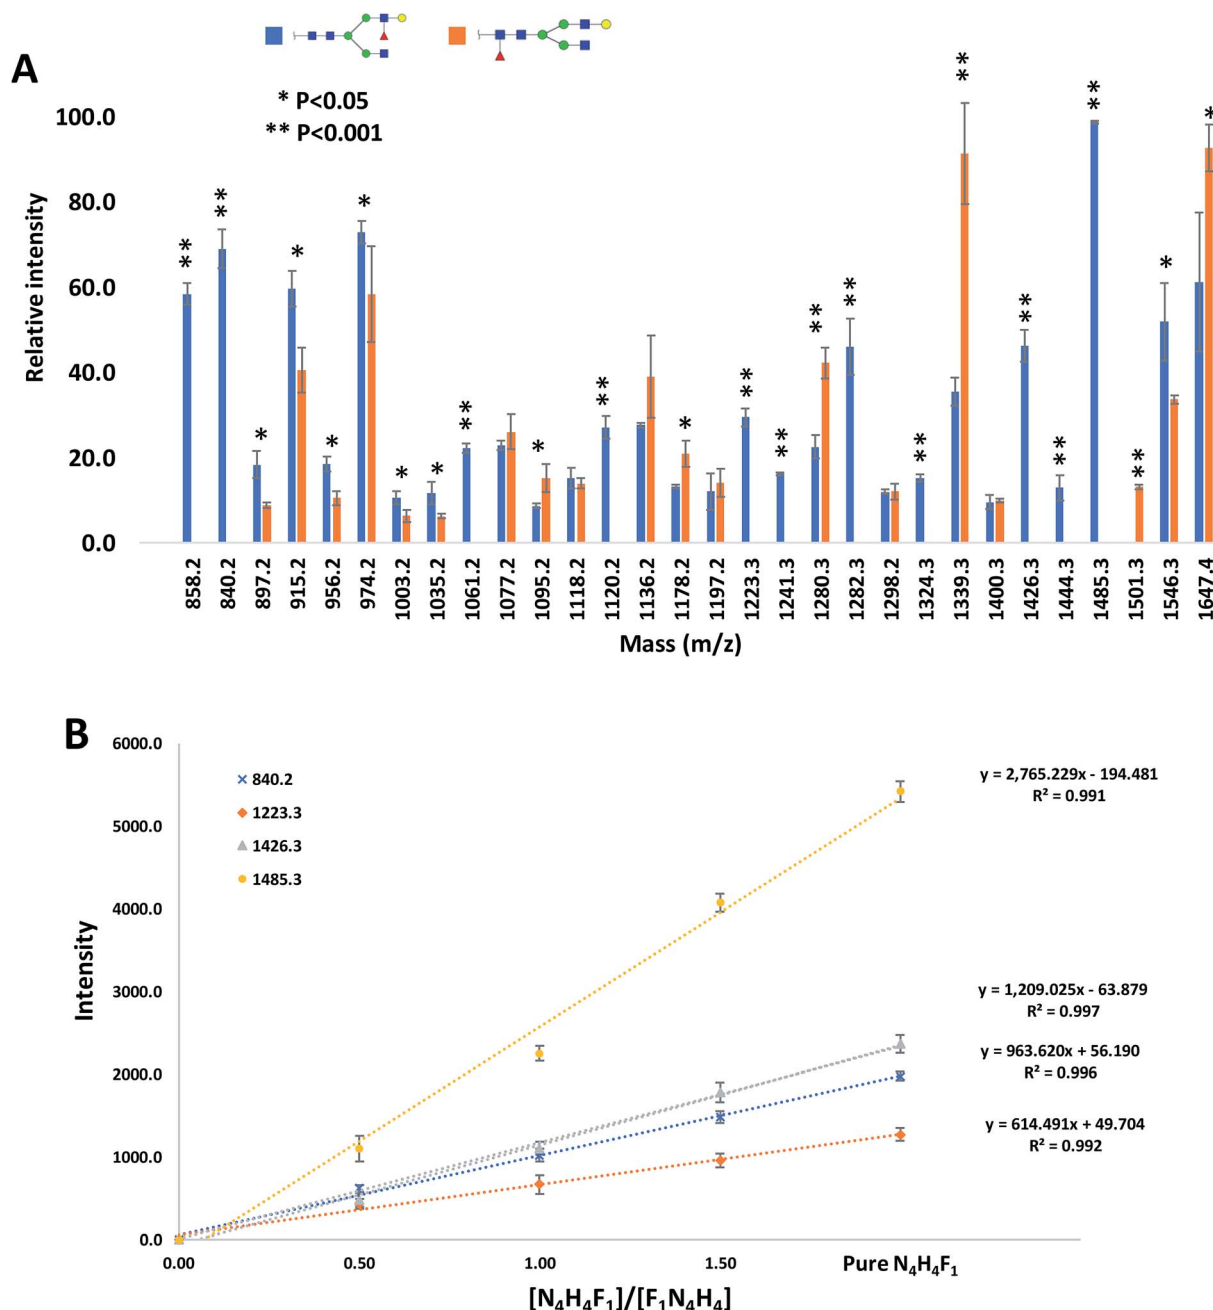 A
* P<0.05
** P<0.001
Relative intensity
100.0
80.0
60.0
40.0
20.0
0.0
** ** * * * * * * ** * ** * ** ** ** ** ** ** ** ** ** ** * *
858.2 840.2 897.2 915.2 956.2 974.2 1003.2 1035.2 1061.2 1077.2 1095.2 1118.2 1120.2 1136.2 1178.2 1197.2 1223.3 1241.3 1280.3 1282.3 1298.2 1324.3 1339.3 1400.3 1426.3 1444.3 1485.3 1501.3 1546.3 1647.4
Mass (m/z)
B
Intensity
6000.0
5000.0
4000.0
3000.0
2000.0
1000.0
0.0
840.2
1223.3
1426.3
1485.3
y = 2,765.229x - 194.481
R² = 0.991
y = 1,209.025x - 63.879
R² = 0.997
y = 963.620x + 56.190
R² = 0.996
y = 614.491x + 49.704
R² = 0.992
0.00 0.50 1.00 1.50 Pure N₄H₄F₁
[N₄H₄F₁]/[F₁N₄H₄]